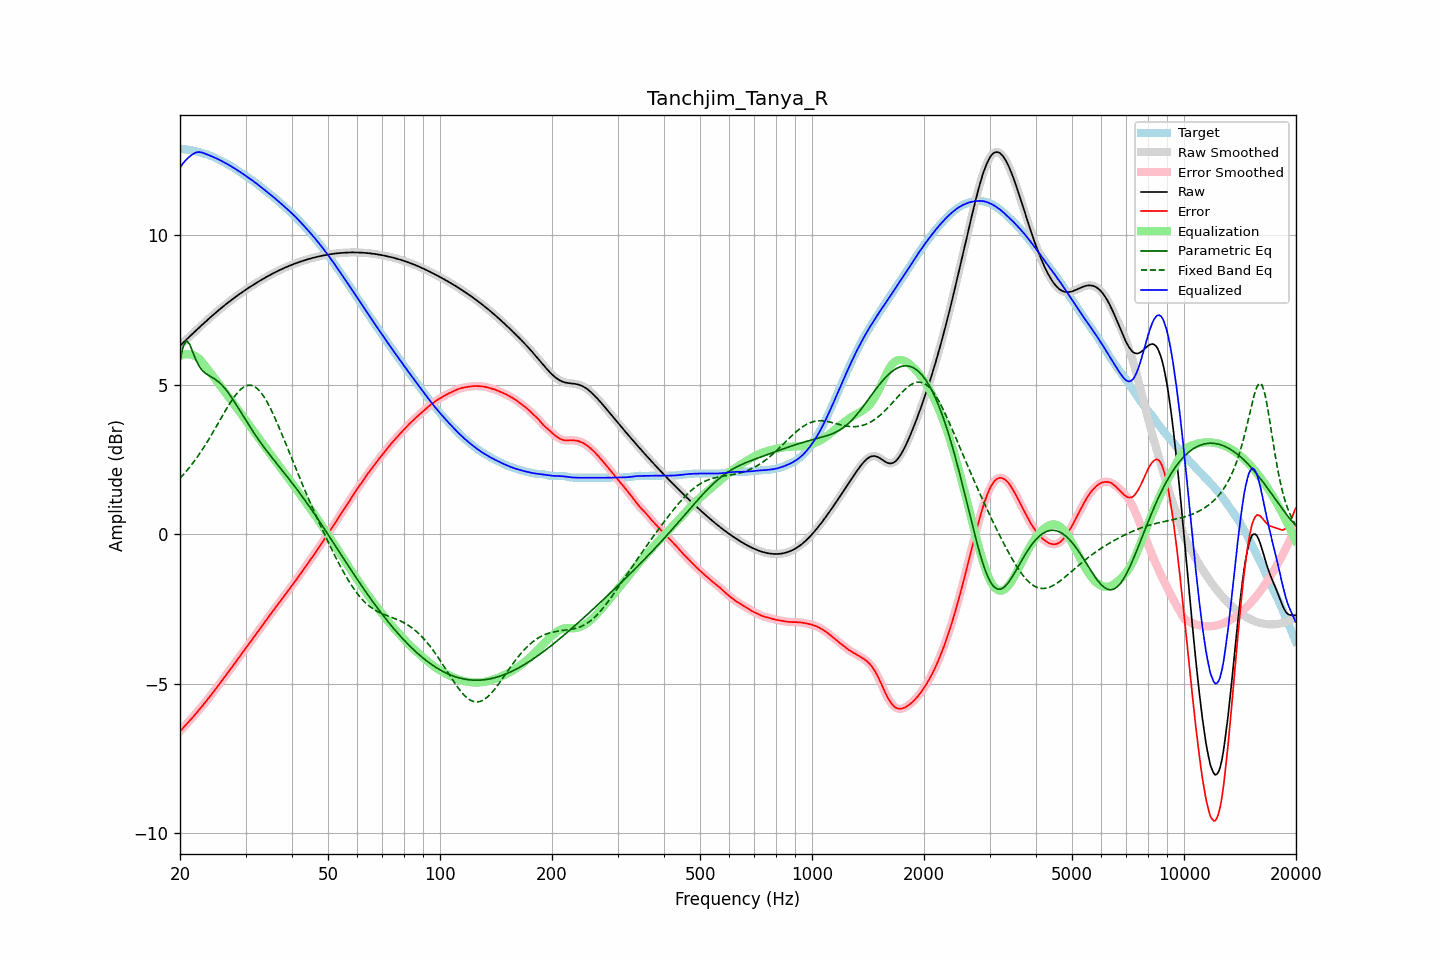 Tanchjim_Tanya_R
Target
Raw Smoothed
Error Smoothed
Raw
Error
Equalization
Parametric Eq
Fixed Band Eq
Equalized
Amplitude (dBr)
10
5
0
−5
−10
20 50 100 200 500 1000 2000 5000 10000 20000
Frequency (Hz)